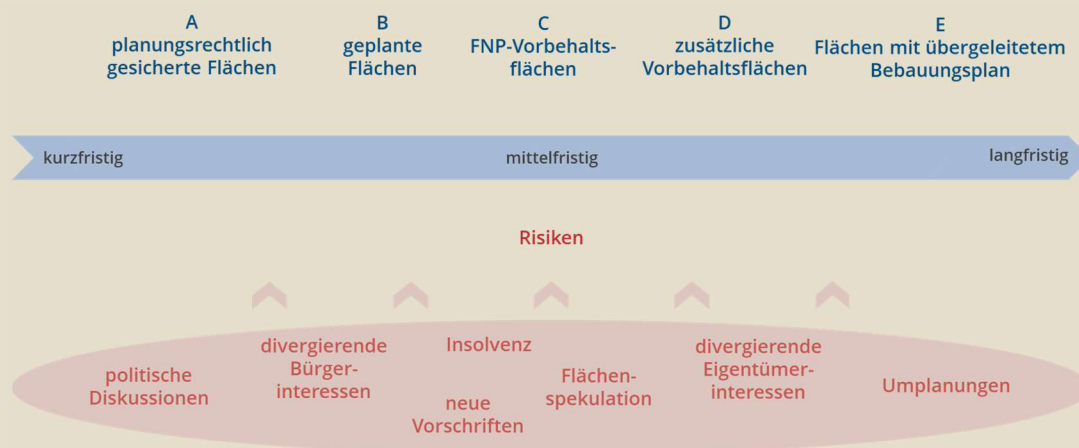 A
planungsrechtlich
gesicherte Flächen
B
geplante
Flächen
C
FNP-Vorbehalts-
flächen
D
zusätzliche
Vorbehaltsflächen
E
Flächen mit übergeleitetem
Bebauungsplan
kurzfristig
mittelfristig
langfristig
Risiken
politische
Diskussionen
divergierende
Bürger-
interessen
Insolvenz
neue
Vorschriften
Flächen-
spekulation
divergierende
Eigentümer-
interessen
Umplanungen